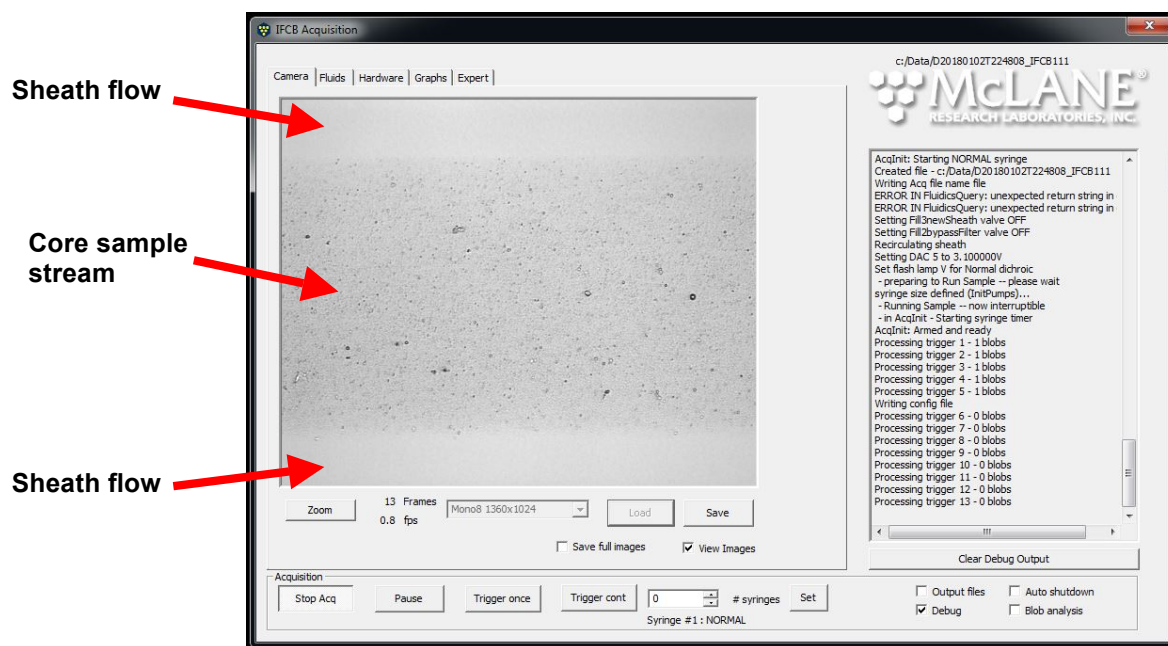 IFCB Acquisition
Sheath flow
Core sample
stream
Sheath flow
Camera Fluids Hardware Graphs Expert
c:/Data/D20180102T224808_IFCB111
McLANE®
RESEARCH LABORATORIES, INC.
AcqInit: Starting NORMAL syringe
Created file - c:/Data/D20180102T224808_IFCB111
Writing Acq file name file
ERROR IN FluidicsQuery: unexpected return string in
ERROR IN FluidicsQuery: unexpected return string in
Setting Fill3newSheath valve OFF
Setting Fill2bypassFilter valve OFF
Recirculating sheath
Setting DAC 5 to 3.100000V
Set flash lamp V for Normal dichroic
- preparing to Run Sample -- please wait
syringe size defined (InitPumps)...
- Running Sample -- now interruptible
- in AcqInit - Starting syringe timer
AcqInit: Armed and ready
Processing trigger 1 - 1 blobs
Processing trigger 2 - 1 blobs
Processing trigger 3 - 1 blobs
Processing trigger 4 - 1 blobs
Processing trigger 5 - 1 blobs
Writing config file
Processing trigger 6 - 0 blobs
Processing trigger 7 - 0 blobs
Processing trigger 8 - 0 blobs
Processing trigger 9 - 0 blobs
Processing trigger 10 - 0 blobs
Processing trigger 11 - 0 blobs
Processing trigger 12 - 0 blobs
Processing trigger 13 - 0 blobs
Zoom
13 Frames
0.8 fps
Mono8 1360x1024
Load
Save
Save full images
View Images
Clear Debug Output
Acquisition
Stop Acq
Pause
Trigger once
Trigger cont
0
# syringes
Set
Syringe #1 : NORMAL
Output files
Auto shutdown
Debug
Blob analysis